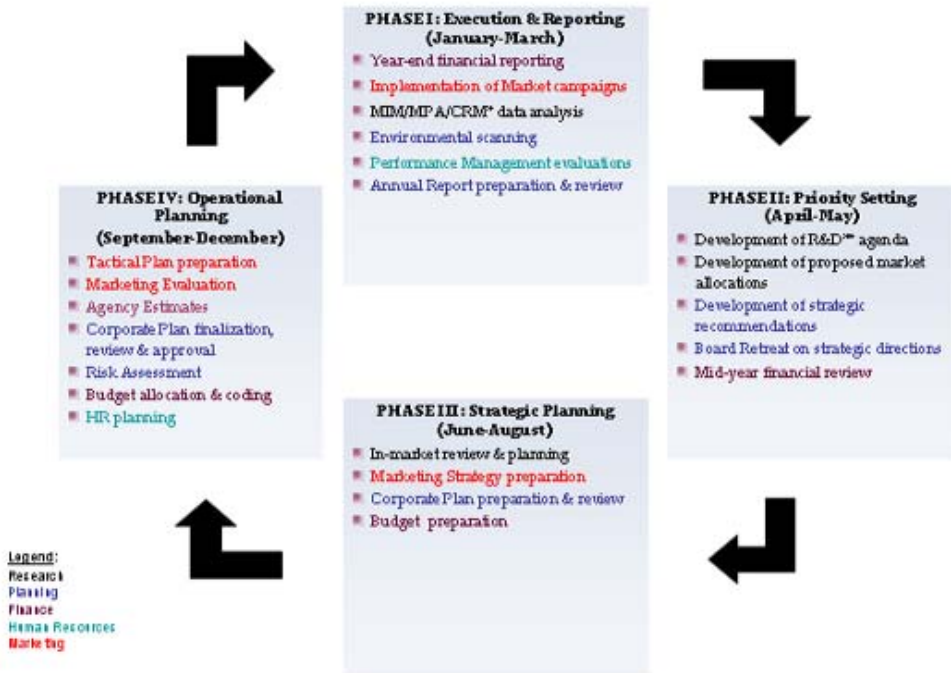 PHASE I: Execution & Reporting
(January-March)
Year-end financial reporting
Implementation of Market campaigns
MIM/MPA/CRM* data analysis
Environmental scanning
Performance Management evaluations
Annual Report preparation & review
PHASE II: Priority Setting
(April-May)
Development of R&D** agenda
Development of proposed market
allocations
Development of strategic
recommendations
Board Retreat on strategic directions
Mid-year financial review
PHASE III: Strategic Planning
(June-August)
In-market review & planning
Marketing Strategy preparation
Corporate Plan preparation & review
Budget preparation
PHASE IV: Operational
Planning
(September-December)
Tactical Plan preparation
Marketing Evaluation
Agency Estimates
Corporate Plan finalization,
review & approval
Risk Assessment
Budget allocation & coding
HR planning
Legend:
Research
Planning
Finance
Human Resources
Marketing